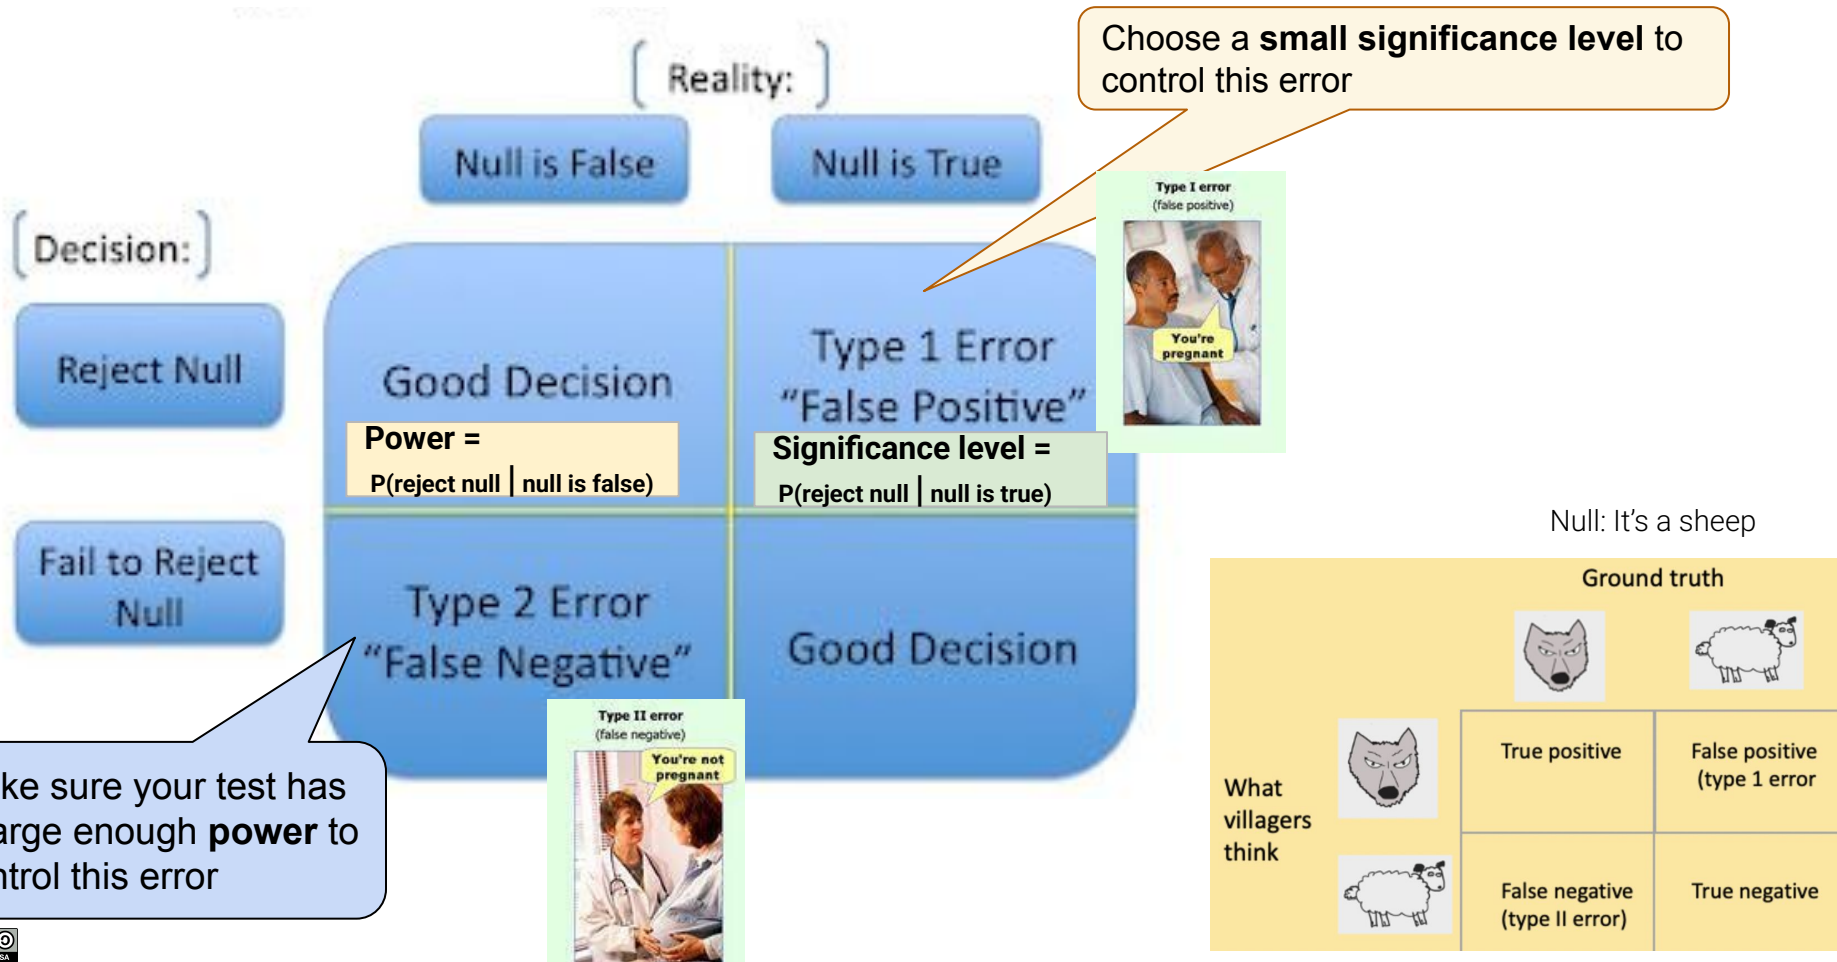 Reality:
Choose a small significance level to
control this error
Null is False
Null is True
Type I error
(false positive)
You're
pregnant
Decision:
Reject Null
Good Decision
Power =
P(reject null | null is false)
Type 1 Error
"False Positive"
Significance level =
P(reject null | null is true)
Fail to Reject
Null
Type 2 Error
"False Negative"
Good Decision
ke sure your test has
arge enough power to
ntrol this error
Type II error
(false negative)
You're not
pregnant
Null: It's a sheep
Ground truth
What
villagers
think
True positive
False positive
(type 1 error
False negative
(type II error)
True negative
SA